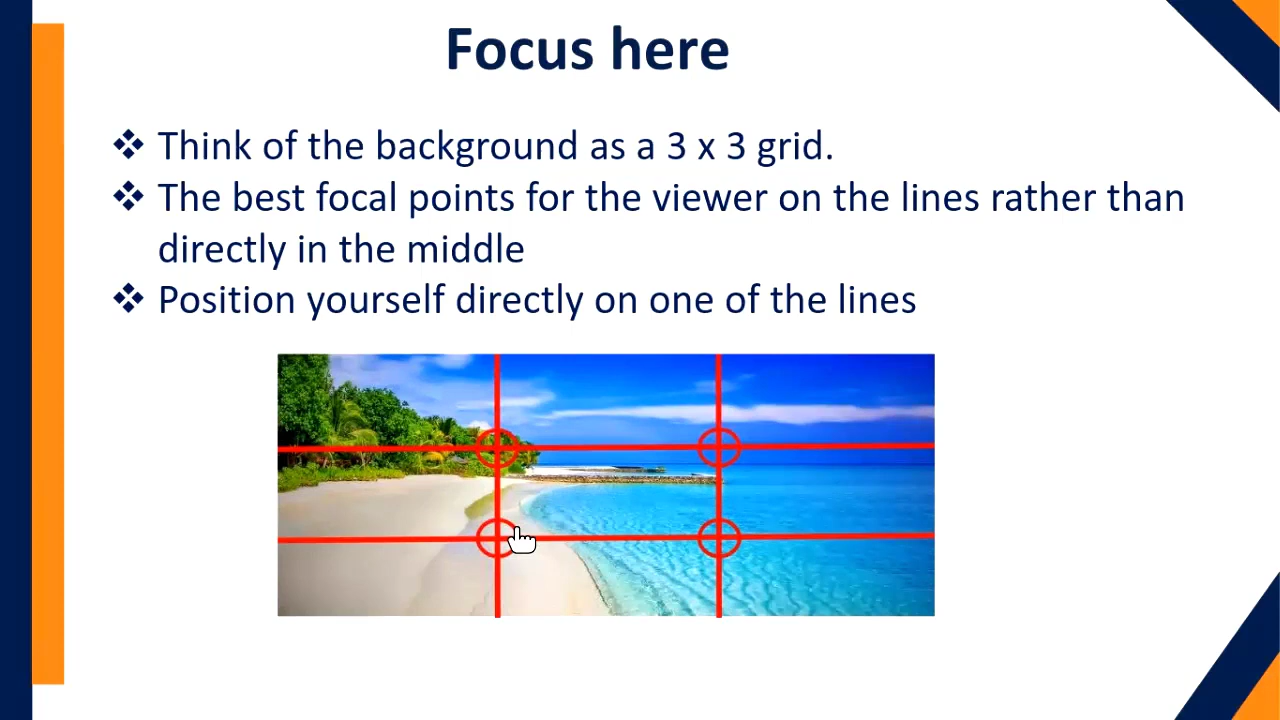 Focus here
Think of the background as a 3 x 3 grid.
The best focal points for the viewer on the lines rather than
directly in the middle
Position yourself directly on one of the lines